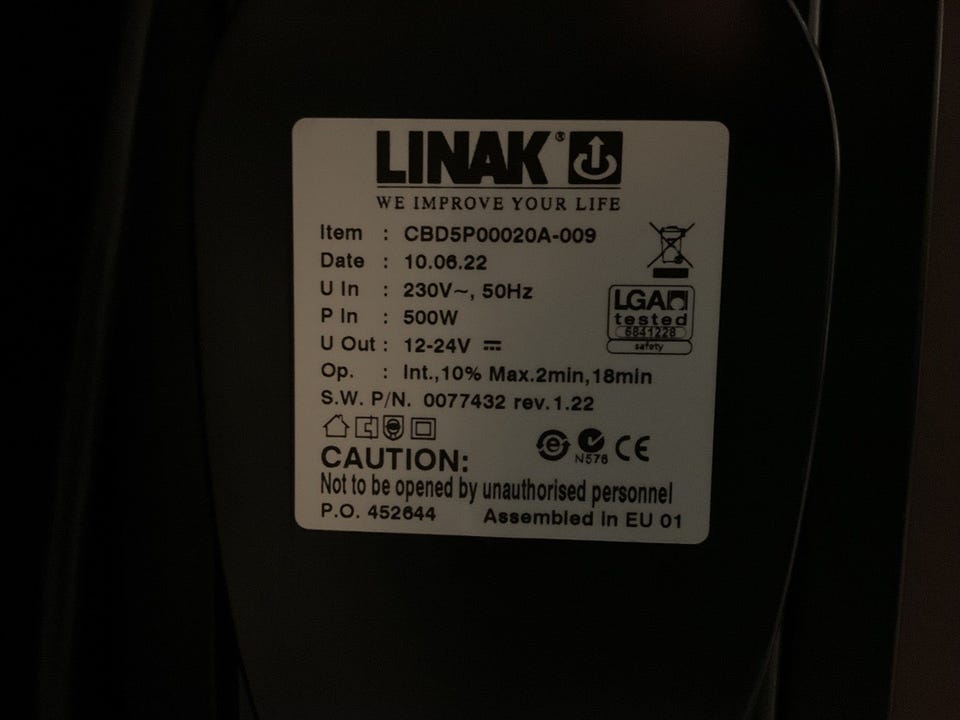 LINAK®
WE IMPROVE YOUR LIFE
Item : CBD5P00020A-009
Date : 10.06.22
U In : 230V~, 50Hz
P In : 500W
U Out : 12-24V ⎓
Op. : Int.,10% Max.2min,18min
S.W. P/N. 0077432 rev.1.22
LGA
tested
6841228
safety
N576
CE
CAUTION:
Not to be opened by unauthorised personnel
P.O. 452644 Assembled in EU 01